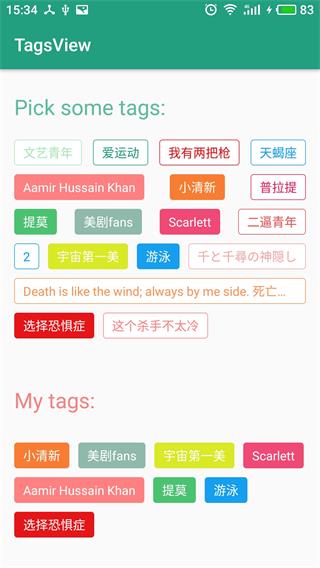 15:34 83
TagsView
Pick some tags:
文艺青年 爱运动 我有两把枪 天蝎座
Aamir Hussain Khan 小清新 普拉提
提莫 美剧fans Scarlett 二逼青年
2 宇宙第一美 游泳 千と千尋の神隠し
Death is like the wind; always by me side. 死亡…
选择恐惧症 这个杀手不太冷
My tags:
小清新 美剧fans 宇宙第一美 Scarlett
Aamir Hussain Khan 提莫 游泳
选择恐惧症